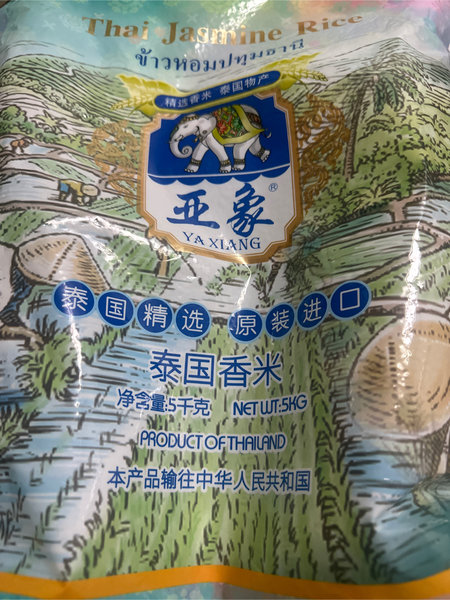 Thai Jasmine Rice
ข้าวหอมปทุมธานี
精选香米 泰国物产
亚象®
YAXIANG
泰国精选 原装进口
泰国香米
净含量:5千克 NET WT:5KG
PRODUCT OF THAILAND
本产品输往中华人民共和国